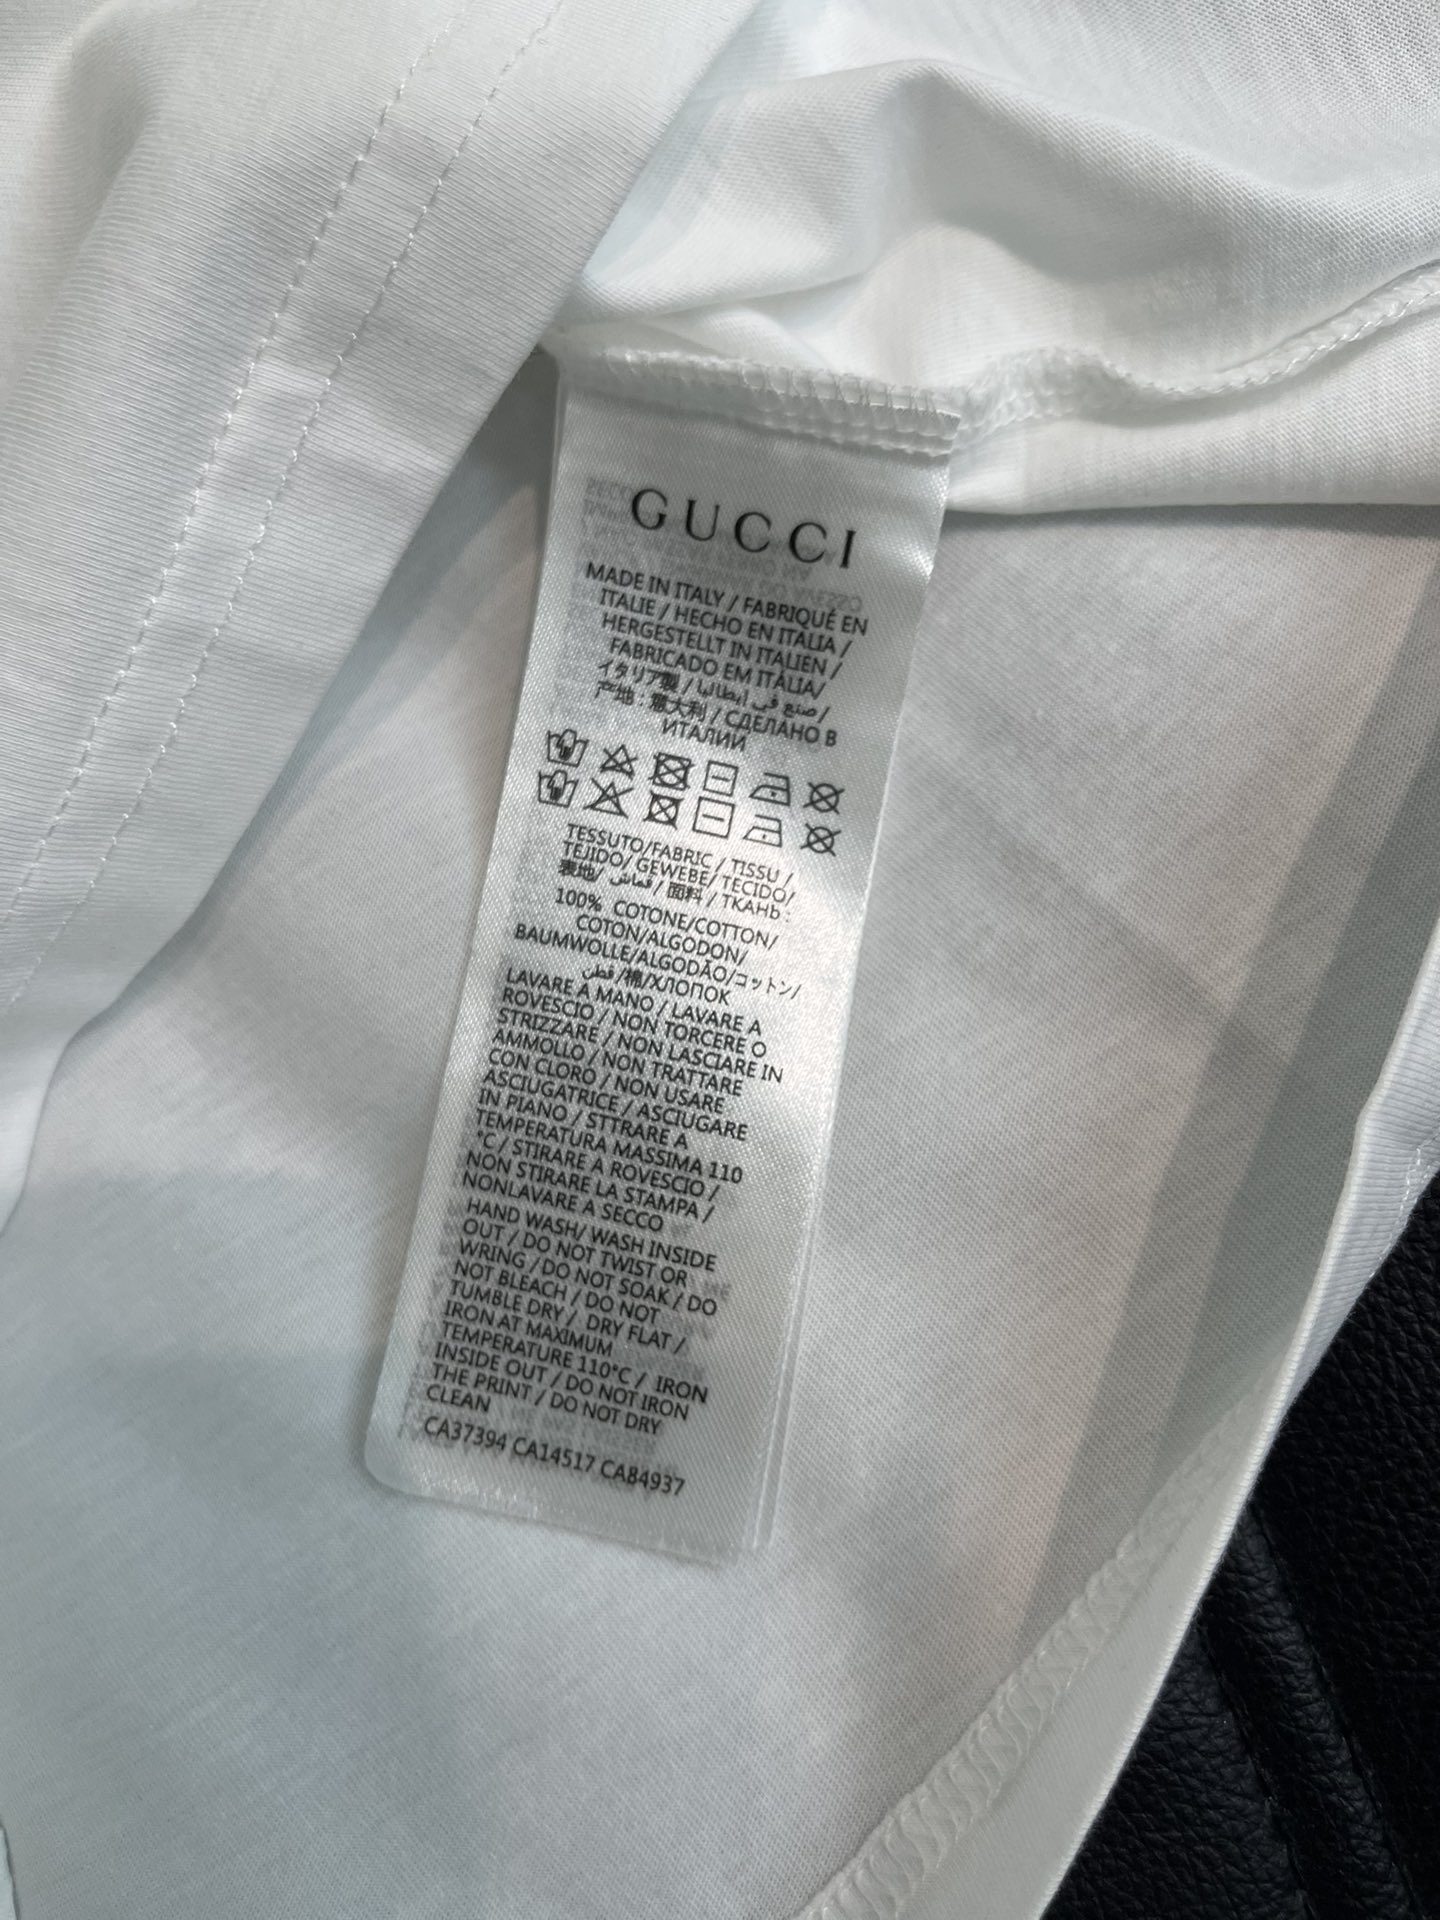 GUCCI
MADE IN ITALY / FABRIQUÉ EN
ITALIE / HECHO EN ITALIA /
HERGESTELLT IN ITALIEN /
FABRICADO EM ITÀLIA/
イタリア製 / صنع في إيطاليا /
产地 : 意大利 / СДЕЛАНО В
ИТАЛИИ
TESSUTO/FABRIC / TISSU /
TEJIDO/ GEWEBE/ TECIDO/
表地/ قماش / 面料 / ТКАНЬ :
100% COTONE/COTTON/
COTON/ALGODON/
BAUMWOLLE/ALGODÃO/コットン/
قطن /棉/ХЛОПОК
LAVARE A MANO / LAVARE A
ROVESCIO / NON TORCERE O
STRIZZARE / NON LASCIARE IN
AMMOLLO / NON TRATTARE
CON CLORO / NON USARE
ASCIUGATRICE / ASCIUGARE
IN PIANO / STTRARE A
TEMPERATURA MASSIMA 110
°C / STIRARE A ROVESCIO /
NON STIRARE LA STAMPA /
NONLAVARE A SECCO
HAND WASH/ WASH INSIDE
OUT / DO NOT TWIST OR
WRING / DO NOT SOAK / DO
NOT BLEACH / DO NOT
TUMBLE DRY / DRY FLAT /
IRON AT MAXIMUM
TEMPERATURE 110°C / IRON
INSIDE OUT / DO NOT IRON
THE PRINT / DO NOT DRY
CLEAN
CA37394 CA14517 CA84937